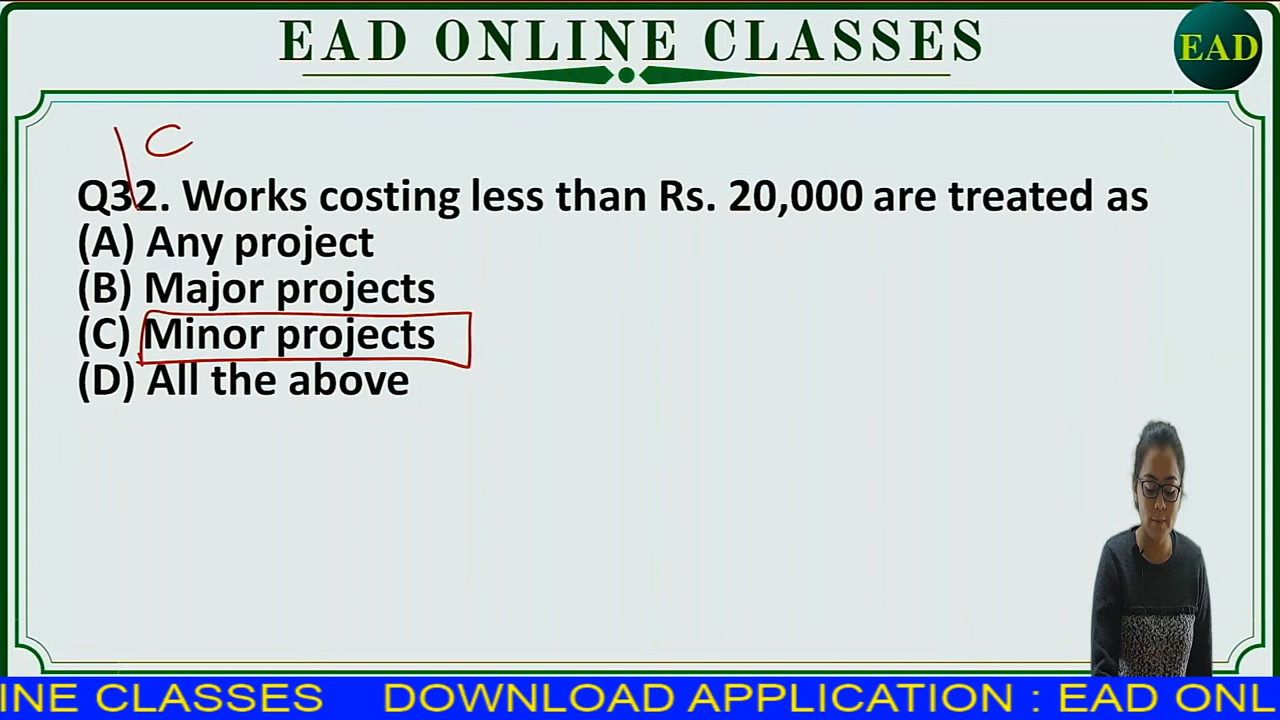 EAD ONLINE CLASSES
EAD
C
Q32. Works costing less than Rs. 20,000 are treated as
(A) Any project
(B) Major projects
(C) Minor projects
(D) All the above
INE CLASSES DOWNLOAD APPLICATION : EAD ONL